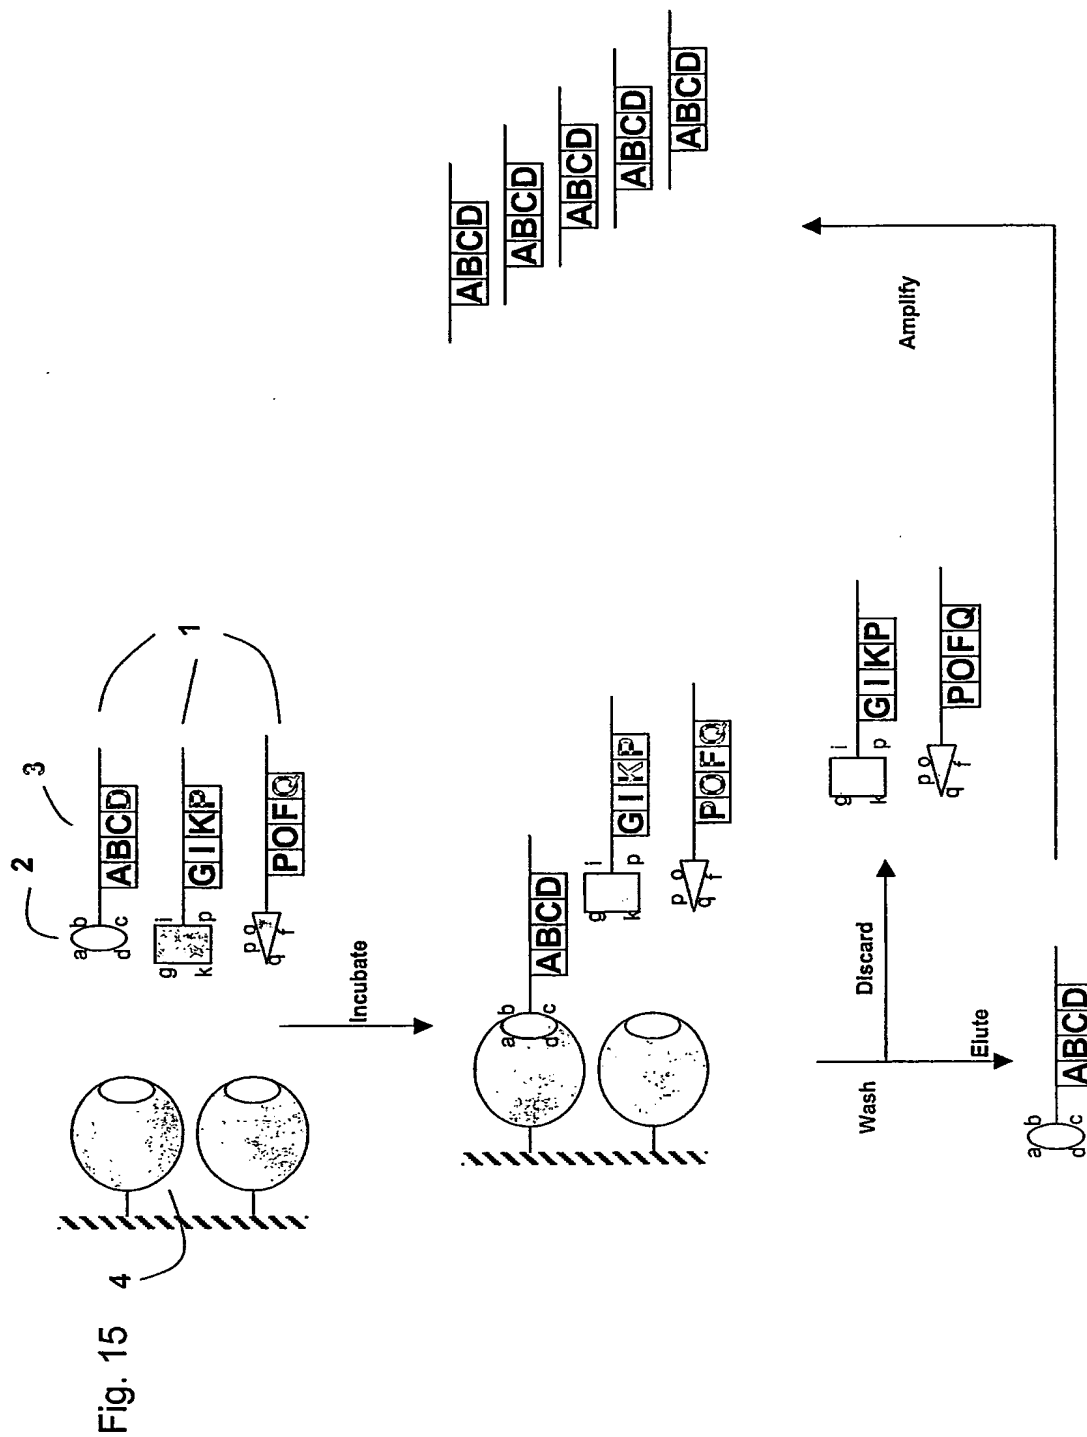 Fig. 15
4
2
3
1
a b
d c
ABCD
g i
k p
GIKP
p o
q f
POFQ
Incubate
a b
d c
ABCD
g i
k p
GIKP
p o
q f
POFQ
Wash
Discard
Elute
g i
k p
GIKP
p o
q f
POFQ
a b
d c
ABCD
Amplify
ABCD
ABCD
ABCD
ABCD
ABCD